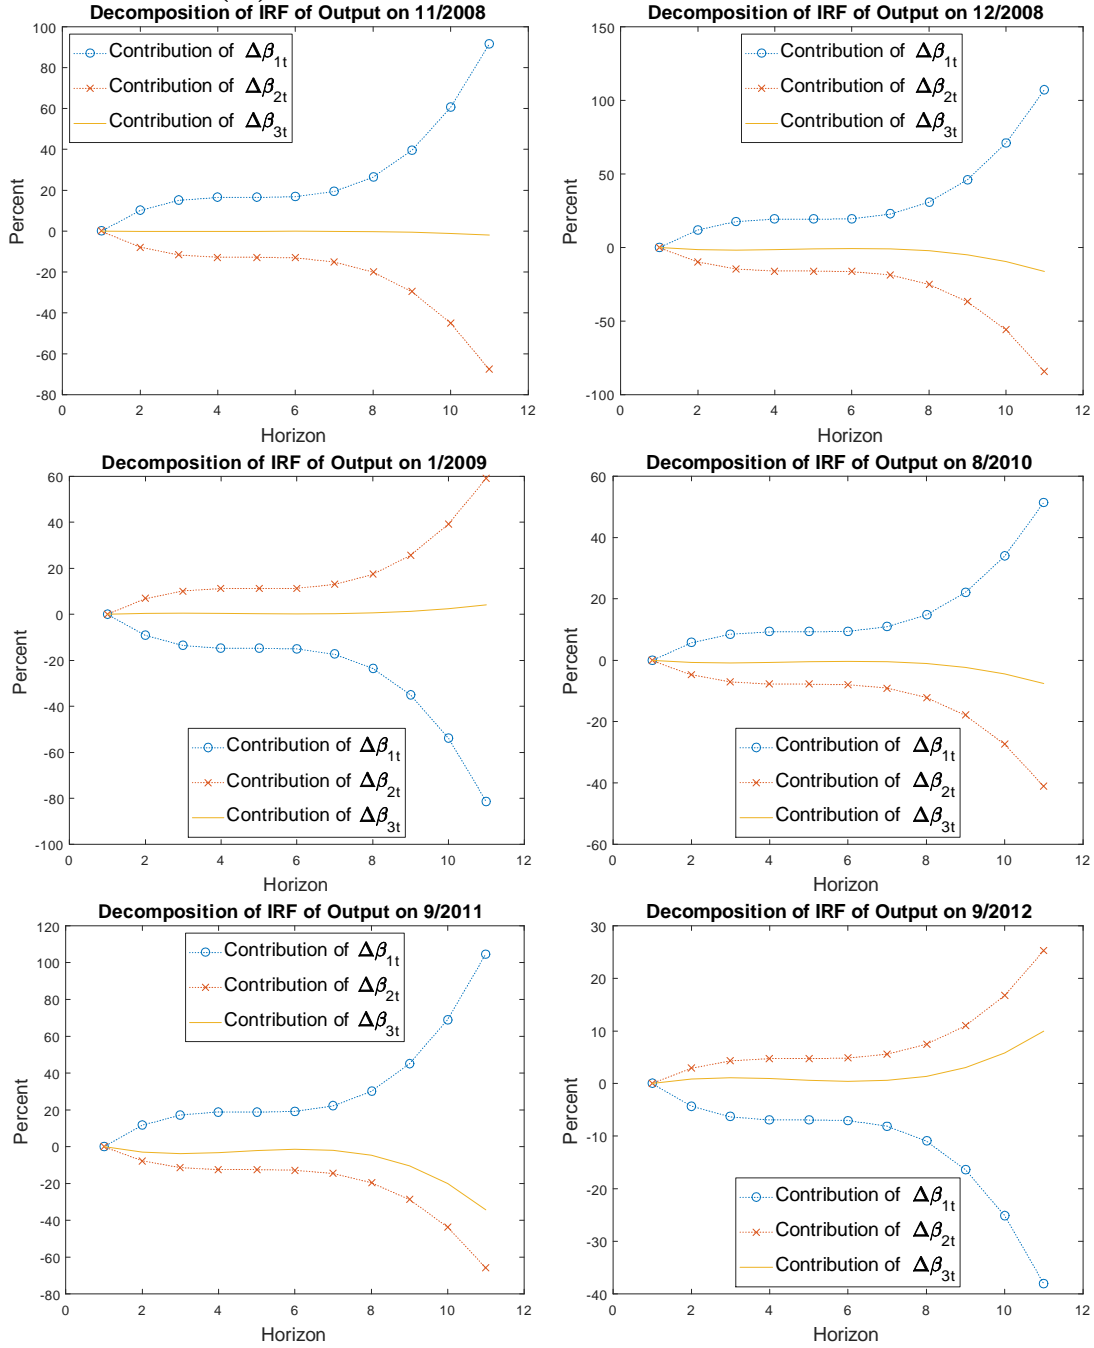 Decomposition of IRF of Output on 11/2008
Contribution of Δβ1t
Contribution of Δβ2t
Contribution of Δβ3t
Percent
100
80
60
40
20
0
-20
-40
-60
-80
0 2 4 6 8 10 12
Horizon
Decomposition of IRF of Output on 12/2008
Contribution of Δβ1t
Contribution of Δβ2t
Contribution of Δβ3t
Percent
150
100
50
0
-50
-100
0 2 4 6 8 10 12
Horizon
Decomposition of IRF of Output on 1/2009
Contribution of Δβ1t
Contribution of Δβ2t
Contribution of Δβ3t
Percent
60
40
20
0
-20
-40
-60
-80
-100
0 2 4 6 8 10 12
Horizon
Decomposition of IRF of Output on 8/2010
Contribution of Δβ1t
Contribution of Δβ2t
Contribution of Δβ3t
Percent
60
40
20
0
-20
-40
-60
0 2 4 6 8 10 12
Horizon
Decomposition of IRF of Output on 9/2011
Contribution of Δβ1t
Contribution of Δβ2t
Contribution of Δβ3t
Percent
120
100
80
60
40
20
0
-20
-40
-60
-80
0 2 4 6 8 10 12
Horizon
Decomposition of IRF of Output on 9/2012
Contribution of Δβ1t
Contribution of Δβ2t
Contribution of Δβ3t
Percent
30
20
10
0
-10
-20
-30
-40
0 2 4 6 8 10 12
Horizon